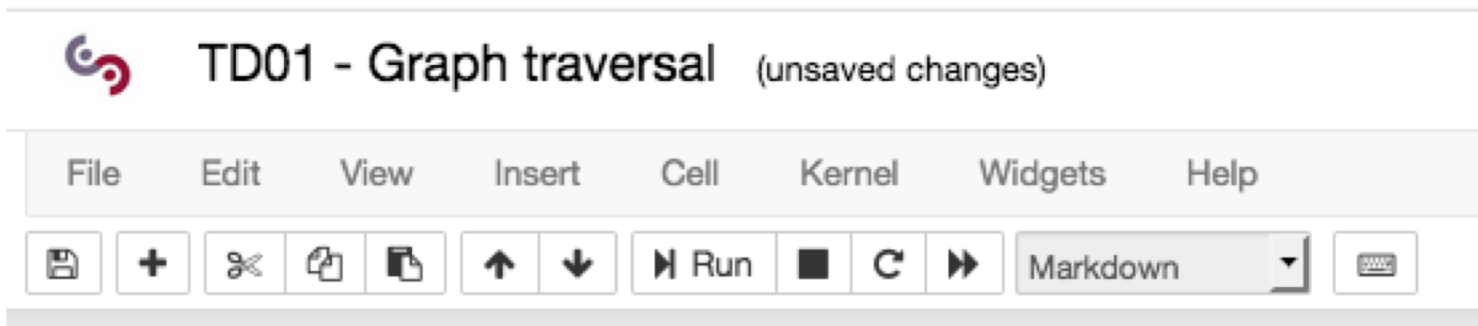 TD01 - Graph traversal (unsaved changes)
File Edit View Insert Cell Kernel Widgets Help
Run Markdown